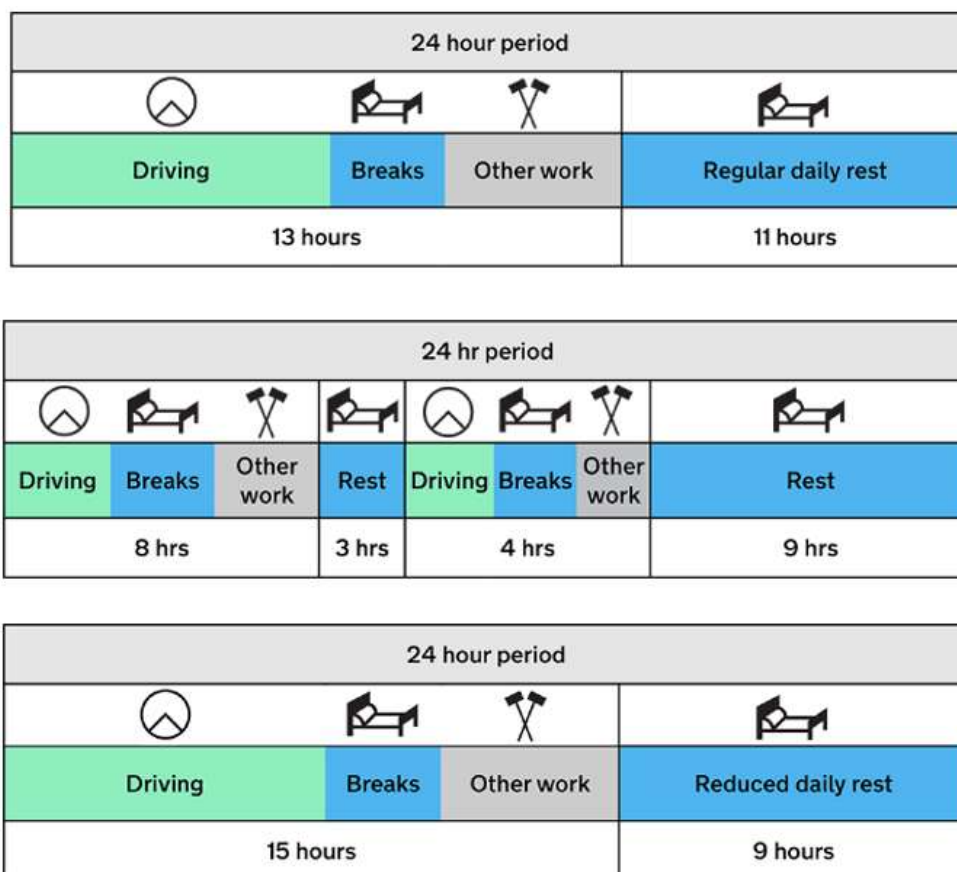 24 hour period
Driving Breaks Other work Regular daily rest
13 hours 11 hours
24 hr period
Driving Breaks Other work Rest Driving Breaks Other work Rest
8 hrs 3 hrs 4 hrs 9 hrs
24 hour period
Driving Breaks Other work Reduced daily rest
15 hours 9 hours